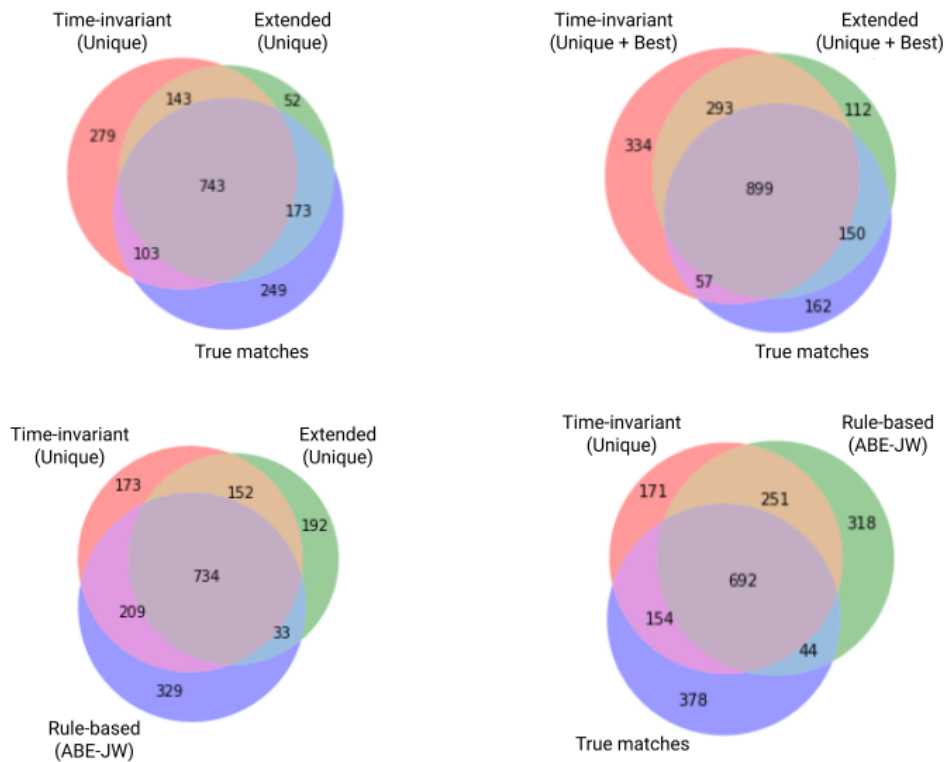 Time-invariant
(Unique)
Extended
(Unique)
143
52
279
743
173
103
249
True matches
Time-invariant
(Unique + Best)
Extended
(Unique + Best)
293
112
334
899
150
57
162
True matches
Time-invariant
(Unique)
Extended
(Unique)
173
152
192
734
209
33
329
Rule-based
(ABE-JW)
Time-invariant
(Unique)
Rule-based
(ABE-JW)
171
251
318
692
154
44
378
True matches